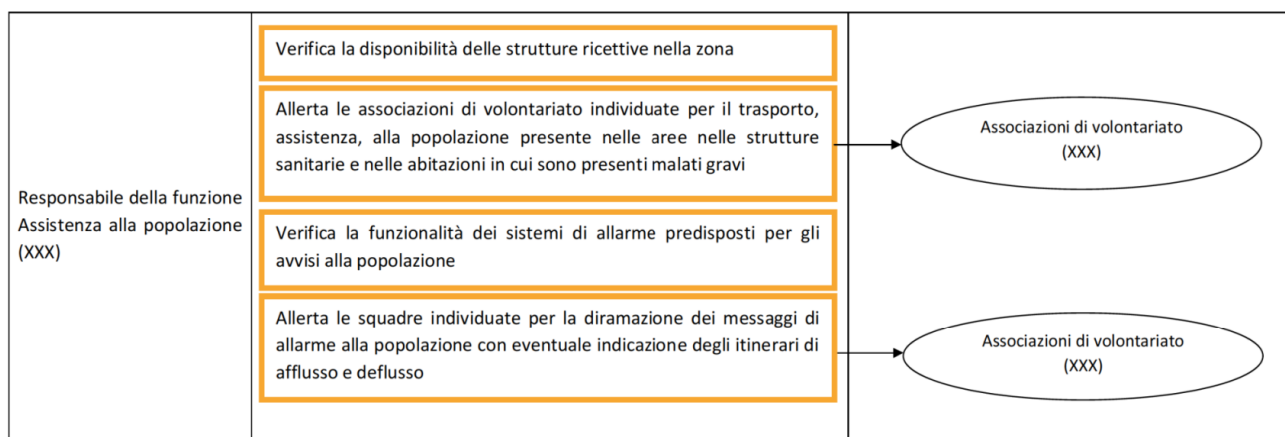 Responsabile della funzione
Assistenza alla popolazione
(XXX)
Verifica la disponibilità delle strutture ricettive nella zona
Allerta le associazioni di volontariato individuate per il trasporto,
assistenza, alla popolazione presente nelle aree nelle strutture
sanitarie e nelle abitazioni in cui sono presenti malati gravi
Verifica la funzionalità dei sistemi di allarme predisposti per gli
avvisi alla popolazione
Allerta le squadre individuate per la diramazione dei messaggi di
allarme alla popolazione con eventuale indicazione degli itinerari di
afflusso e deflusso
Associazioni di volontariato
(XXX)
Associazioni di volontariato
(XXX)